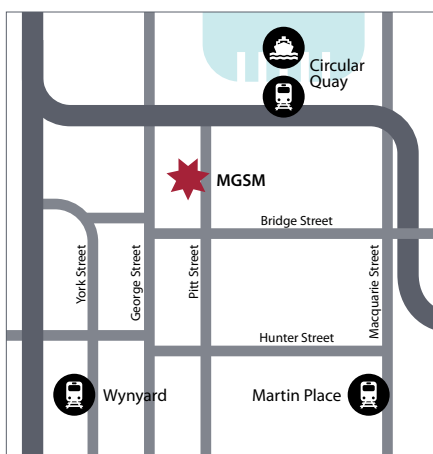 Circular
Quay
MGSM
Bridge Street
York Street
George Street
Pitt Street
Macquarie Street
Hunter Street
Wynyard
Martin Place